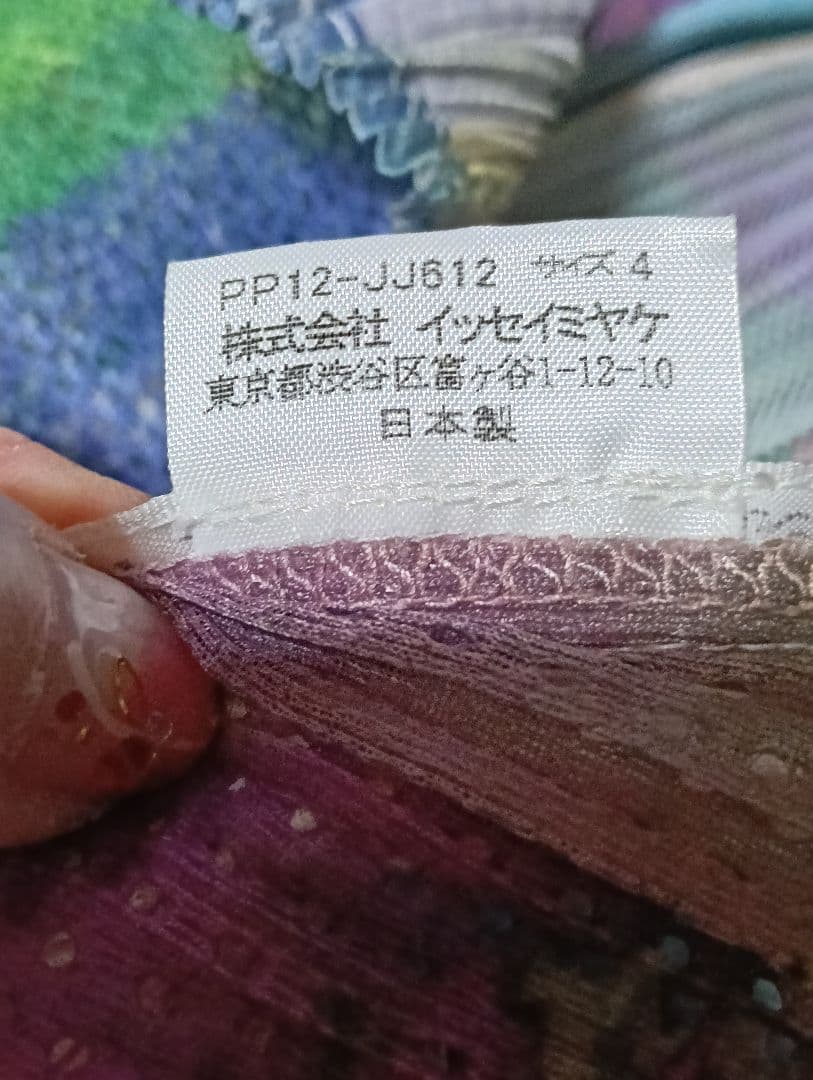 PP12-JJ612 サイズ 4
株式会社 イッセイミヤケ
東京都渋谷区富ヶ谷1-12-10
日本製